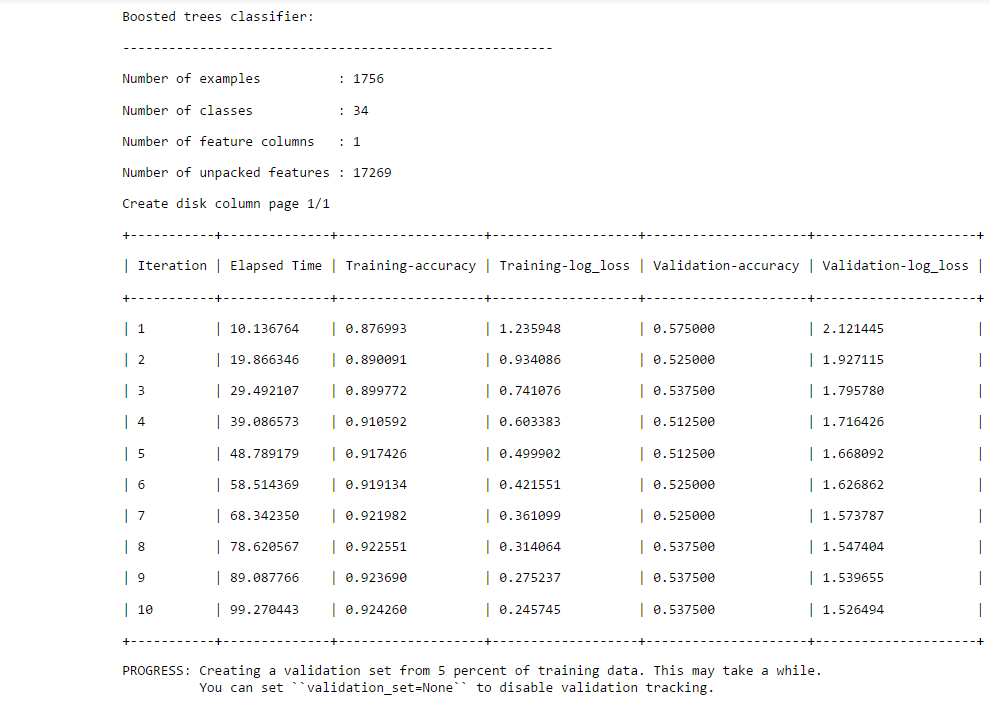 Boosted trees classifier:
--------------------------------------------------------
Number of examples          : 1756
Number of classes           : 34
Number of feature columns   : 1
Number of unpacked features : 17269
Create disk column page 1/1
+-----------+--------------+-------------------+-------------------+---------------------+---------------------+
| Iteration | Elapsed Time | Training-accuracy | Training-log_loss | Validation-accuracy | Validation-log_loss |
+-----------+--------------+-------------------+-------------------+---------------------+---------------------+
| 1         | 10.136764    | 0.876993          | 1.235948          | 0.575000            | 2.121445            |
| 2         | 19.866346    | 0.890091          | 0.934086          | 0.525000            | 1.927115            |
| 3         | 29.492107    | 0.899772          | 0.741076          | 0.537500            | 1.795780            |
| 4         | 39.086573    | 0.910592          | 0.603383          | 0.512500            | 1.716426            |
| 5         | 48.789179    | 0.917426          | 0.499902          | 0.512500            | 1.668092            |
| 6         | 58.514369    | 0.919134          | 0.421551          | 0.525000            | 1.626862            |
| 7         | 68.342350    | 0.921982          | 0.361099          | 0.525000            | 1.573787            |
| 8         | 78.620567    | 0.922551          | 0.314064          | 0.537500            | 1.547404            |
| 9         | 89.087766    | 0.923690          | 0.275237          | 0.537500            | 1.539655            |
| 10        | 99.270443    | 0.924260          | 0.245745          | 0.537500            | 1.526494            |
+-----------+--------------+-------------------+-------------------+---------------------+---------------------+
PROGRESS: Creating a validation set from 5 percent of training data. This may take a while.
          You can set ``validation_set=None`` to disable validation tracking.